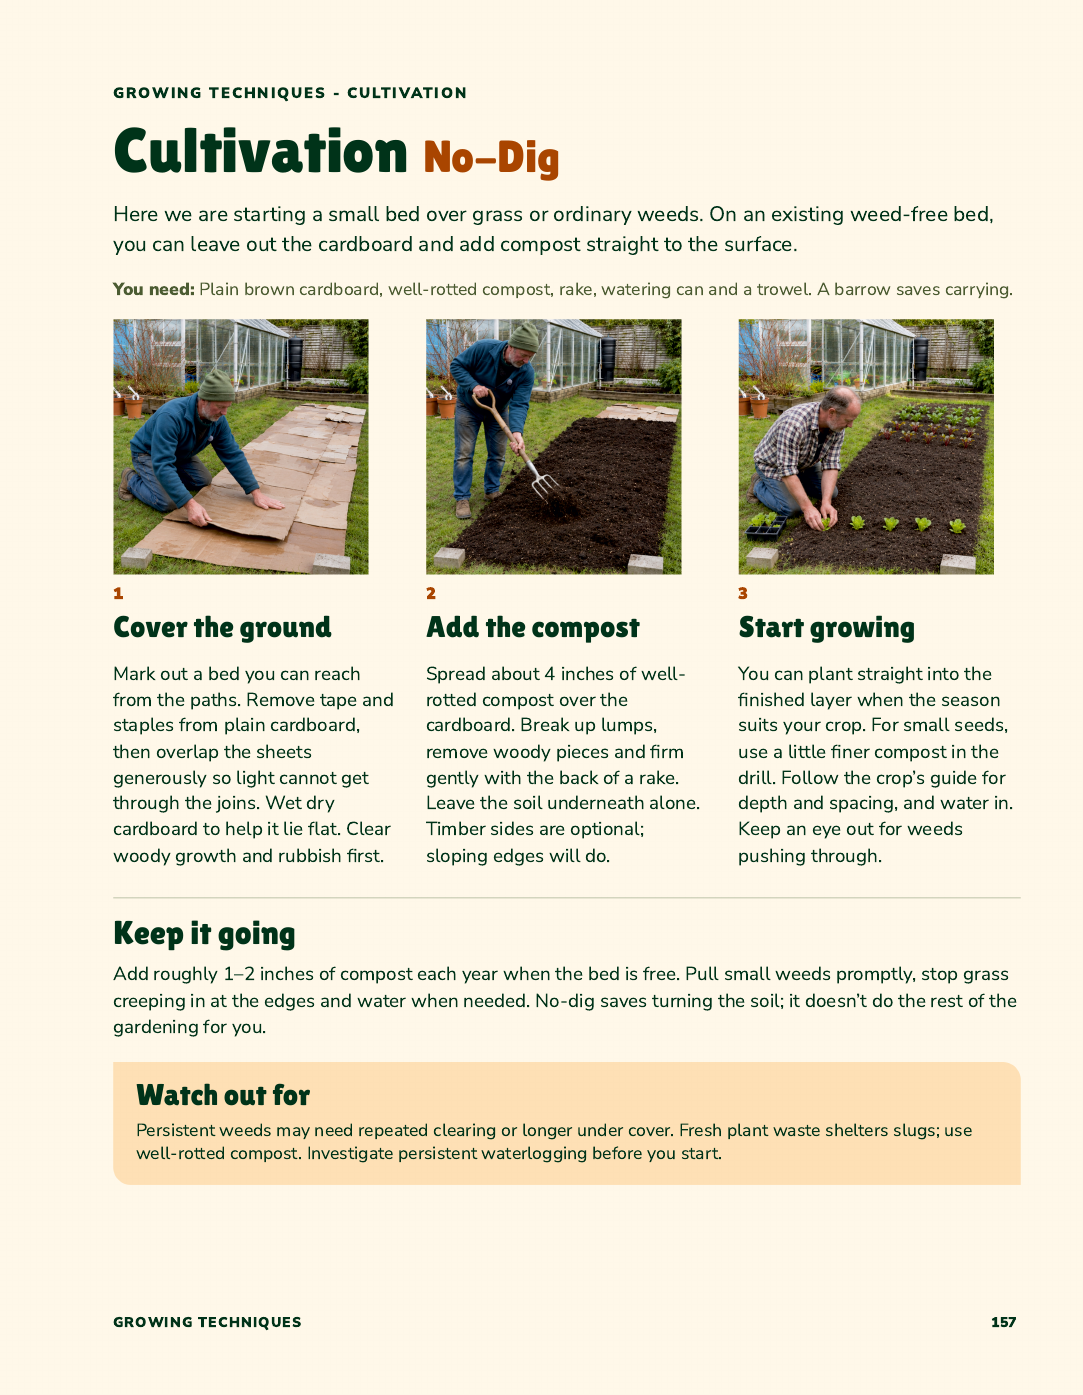 GROWING TECHNIQUES - CULTIVATION
Cultivation No–Dig
Here we are starting a small bed over grass or ordinary weeds. On an existing weed-free bed,
you can leave out the cardboard and add compost straight to the surface.
You need: Plain brown cardboard, well-rotted compost, rake, watering can and a trowel. A barrow saves carrying.
1
Cover the ground
Mark out a bed you can reach
from the paths. Remove tape and
staples from plain cardboard,
then overlap the sheets
generously so light cannot get
through the joins. Wet dry
cardboard to help it lie flat. Clear
woody growth and rubbish first.
2
Add the compost
Spread about 4 inches of well-
rotted compost over the
cardboard. Break up lumps,
remove woody pieces and firm
gently with the back of a rake.
Leave the soil underneath alone.
Timber sides are optional;
sloping edges will do.
3
Start growing
You can plant straight into the
finished layer when the season
suits your crop. For small seeds,
use a little finer compost in the
drill. Follow the crop’s guide for
depth and spacing, and water in.
Keep an eye out for weeds
pushing through.
Keep it going
Add roughly 1–2 inches of compost each year when the bed is free. Pull small weeds promptly, stop grass
creeping in at the edges and water when needed. No-dig saves turning the soil; it doesn’t do the rest of the
gardening for you.
Watch out for
Persistent weeds may need repeated clearing or longer under cover. Fresh plant waste shelters slugs; use
well-rotted compost. Investigate persistent waterlogging before you start.
GROWING TECHNIQUES
157